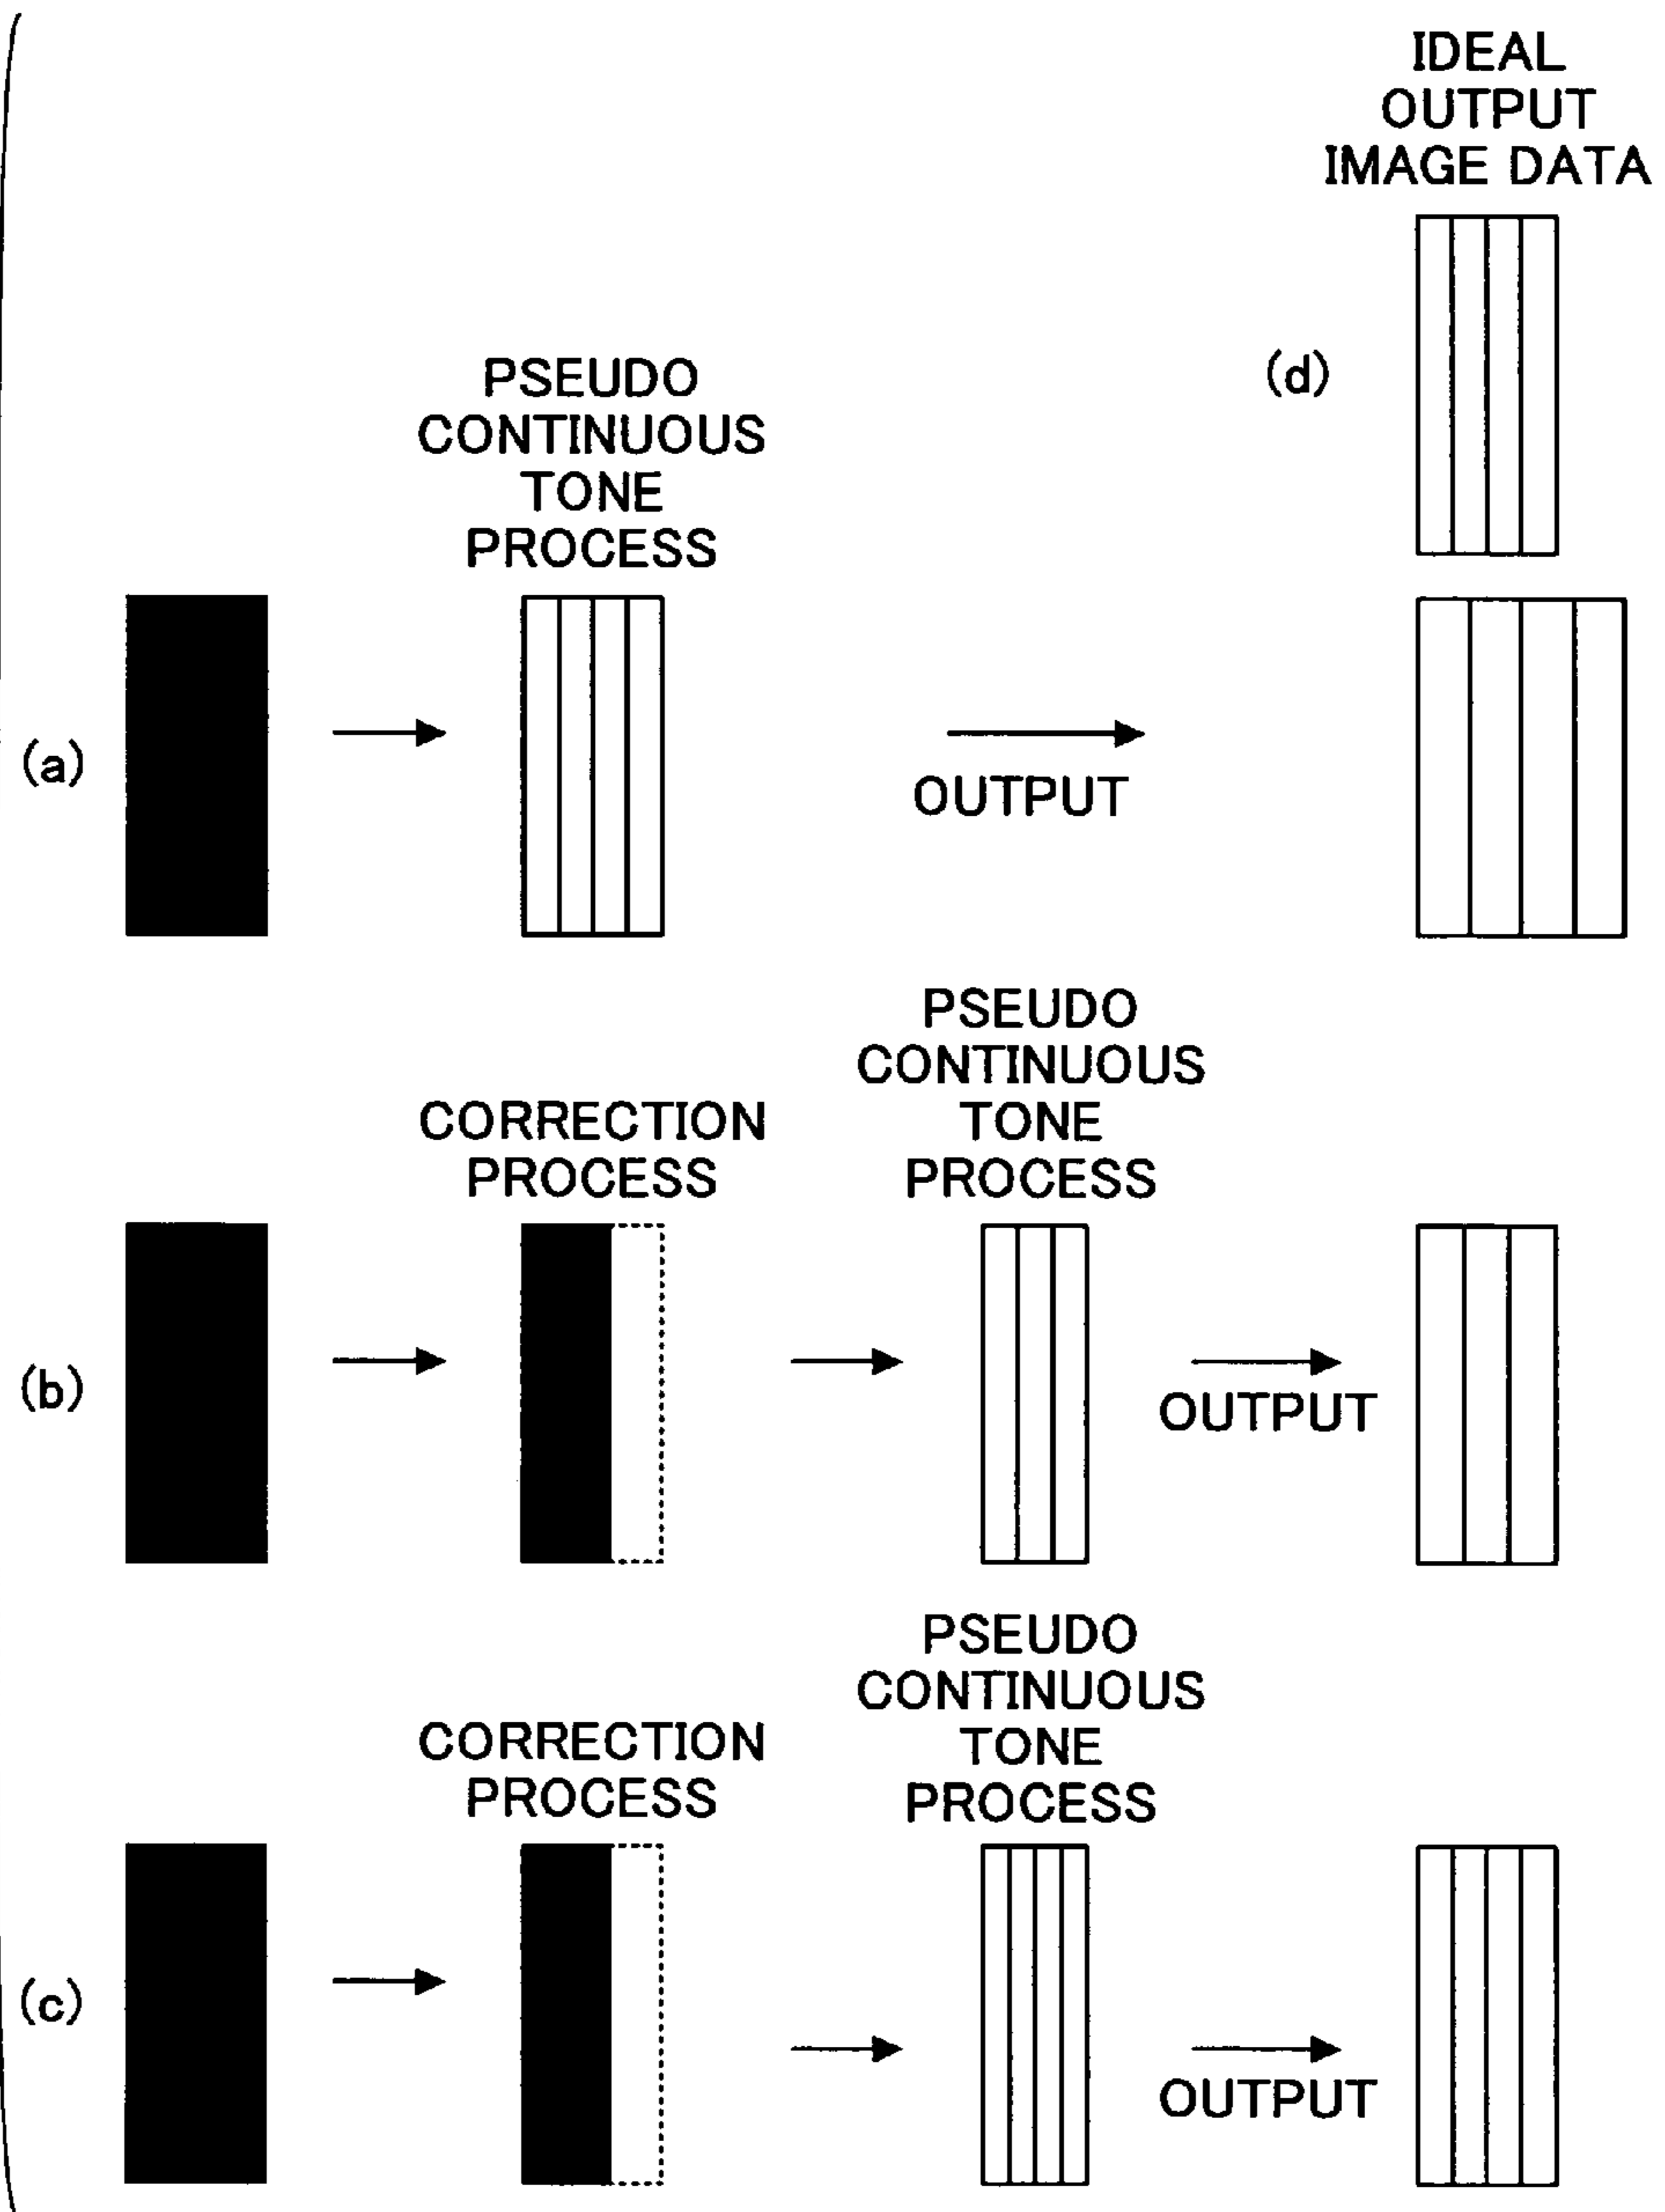 IDEAL
OUTPUT
IMAGE DATA
(d)
PSEUDO
CONTINUOUS
TONE
PROCESS
(a)
OUTPUT
CORRECTION
PROCESS
PSEUDO
CONTINUOUS
TONE
PROCESS
(b)
OUTPUT
CORRECTION
PROCESS
PSEUDO
CONTINUOUS
TONE
PROCESS
(c)
OUTPUT